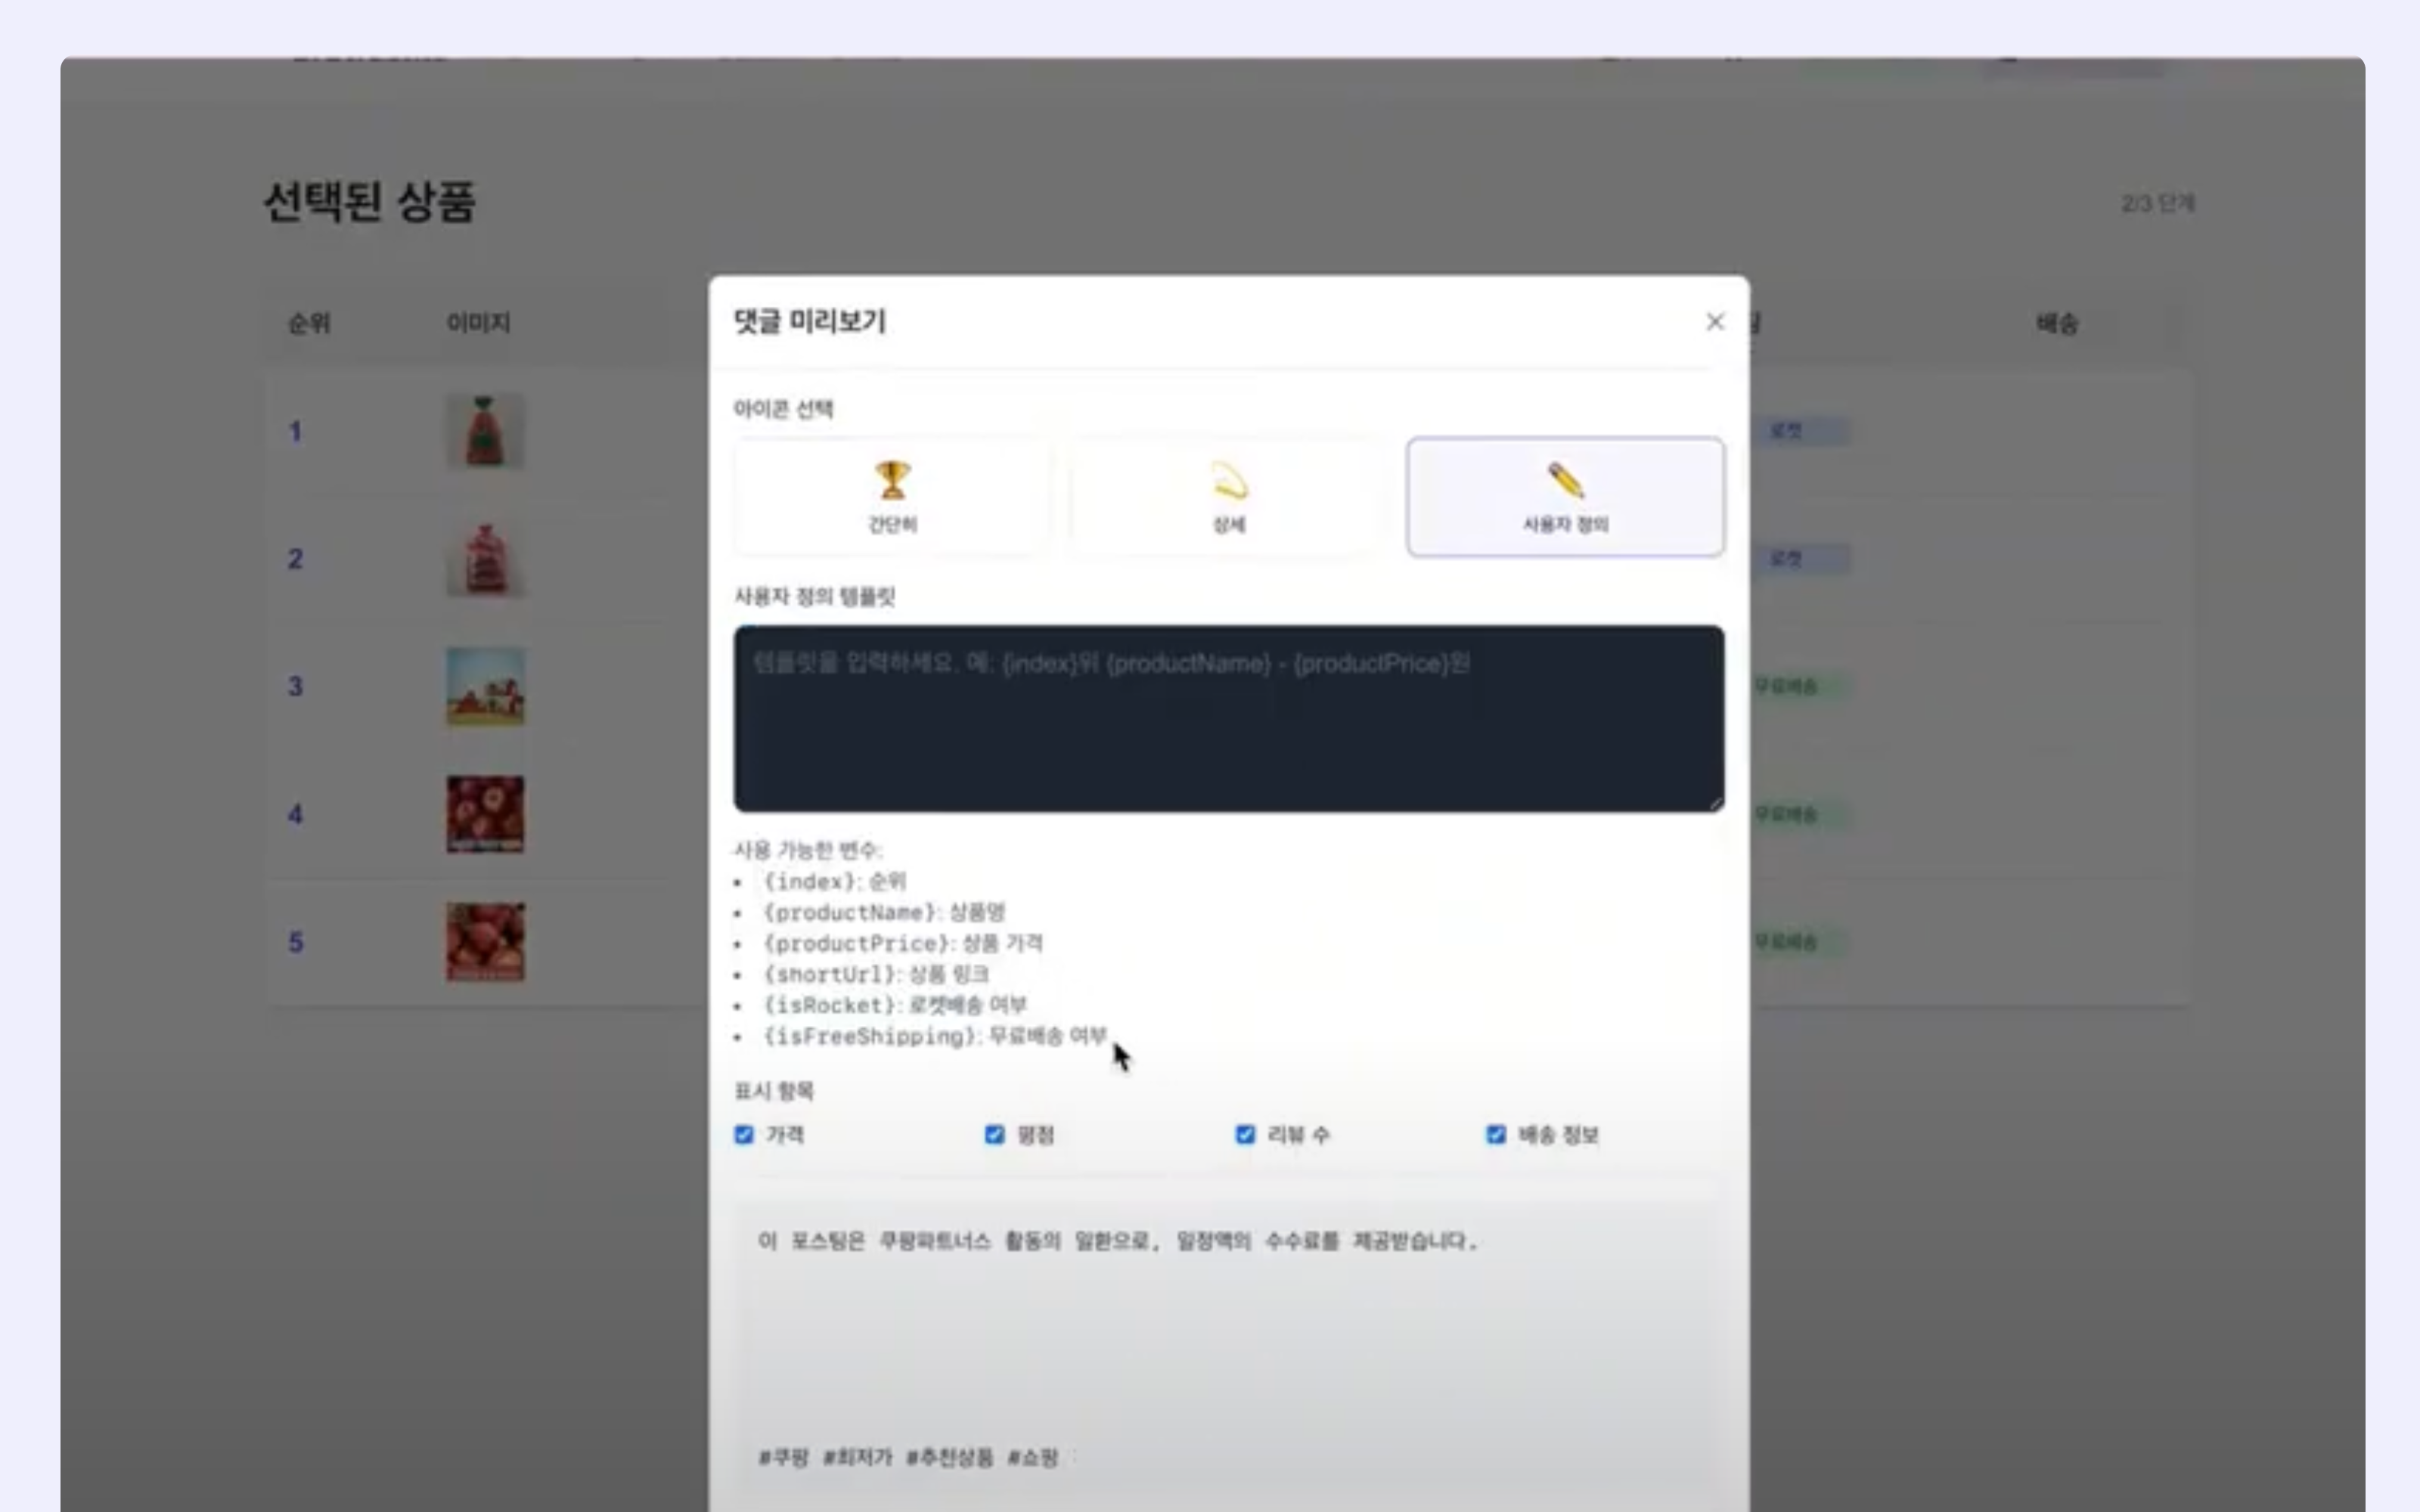 선택된 상품
2/3 단계
순위 이미지 배송
댓글 미리보기
아이콘 선택
간단히 상세 사용자 정의
사용자 정의 템플릿
템플릿을 입력하세요. 예: {index}위 {productName} - {productPrice}원
사용 가능한 변수:
• {index}: 순위
• {productName}: 상품명
• {productPrice}: 상품 가격
• {shortUrl}: 상품 링크
• {isRocket}: 로켓배송 여부
• {isFreeShipping}: 무료배송 여부
표시 항목
가격 평점 리뷰 수 배송 정보
이 포스팅은 쿠팡파트너스 활동의 일환으로, 일정액의 수수료를 제공받습니다.
#쿠팡 #최저가 #추천상품 #쇼핑
1 로켓
2 로켓
3 무료배송
4 무료배송
5 무료배송